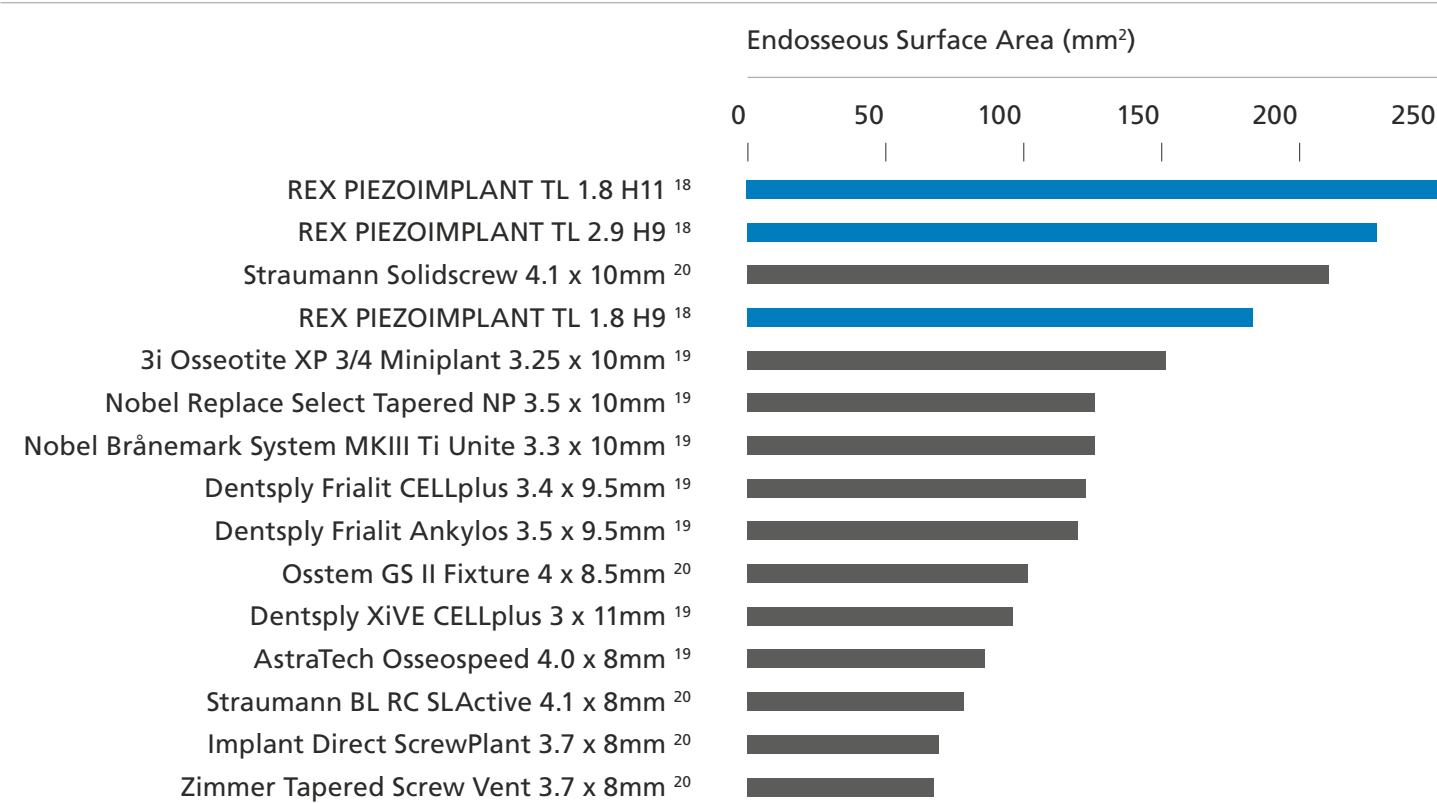 Endosseous Surface Area (mm²)
0 50 100 150 200 250
REX PIEZOIMPLANT TL 1.8 H11 ¹⁸
REX PIEZOIMPLANT TL 2.9 H9 ¹⁸
Straumann Solidscrew 4.1 x 10mm ²⁰
REX PIEZOIMPLANT TL 1.8 H9 ¹⁸
3i Osseotite XP 3/4 Miniplant 3.25 x 10mm ¹⁹
Nobel Replace Select Tapered NP 3.5 x 10mm ¹⁹
Nobel Brånemark System MKIII Ti Unite 3.3 x 10mm ¹⁹
Dentsply Frialit CELLplus 3.4 x 9.5mm ¹⁹
Dentsply Frialit Ankylos 3.5 x 9.5mm ¹⁹
Osstem GS II Fixture 4 x 8.5mm ²⁰
Dentsply XiVE CELLplus 3 x 11mm ¹⁹
AstraTech Osseospeed 4.0 x 8mm ¹⁹
Straumann BL RC SLActive 4.1 x 8mm ²⁰
Implant Direct ScrewPlant 3.7 x 8mm ²⁰
Zimmer Tapered Screw Vent 3.7 x 8mm ²⁰